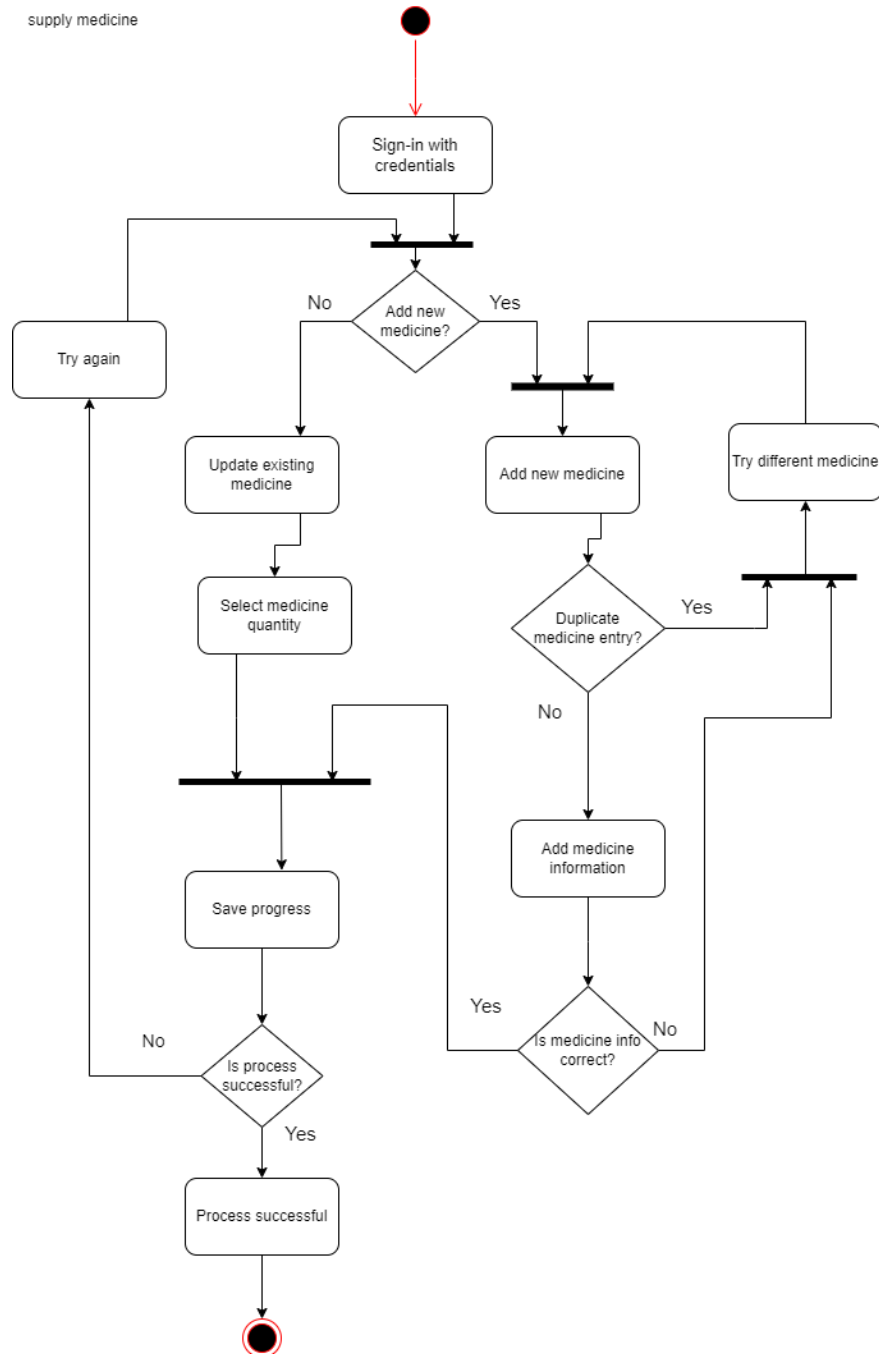 supply medicine
Sign-in with
credentials
No
Yes
Add new
medicine?
Try again
Update existing
medicine
Add new medicine
Try different medicine
Select medicine
quantity
Duplicate
medicine entry?
Yes
No
Add medicine
information
Save progress
Yes
No
Is medicine info
correct?
No
Is process
successful?
Yes
Process successful